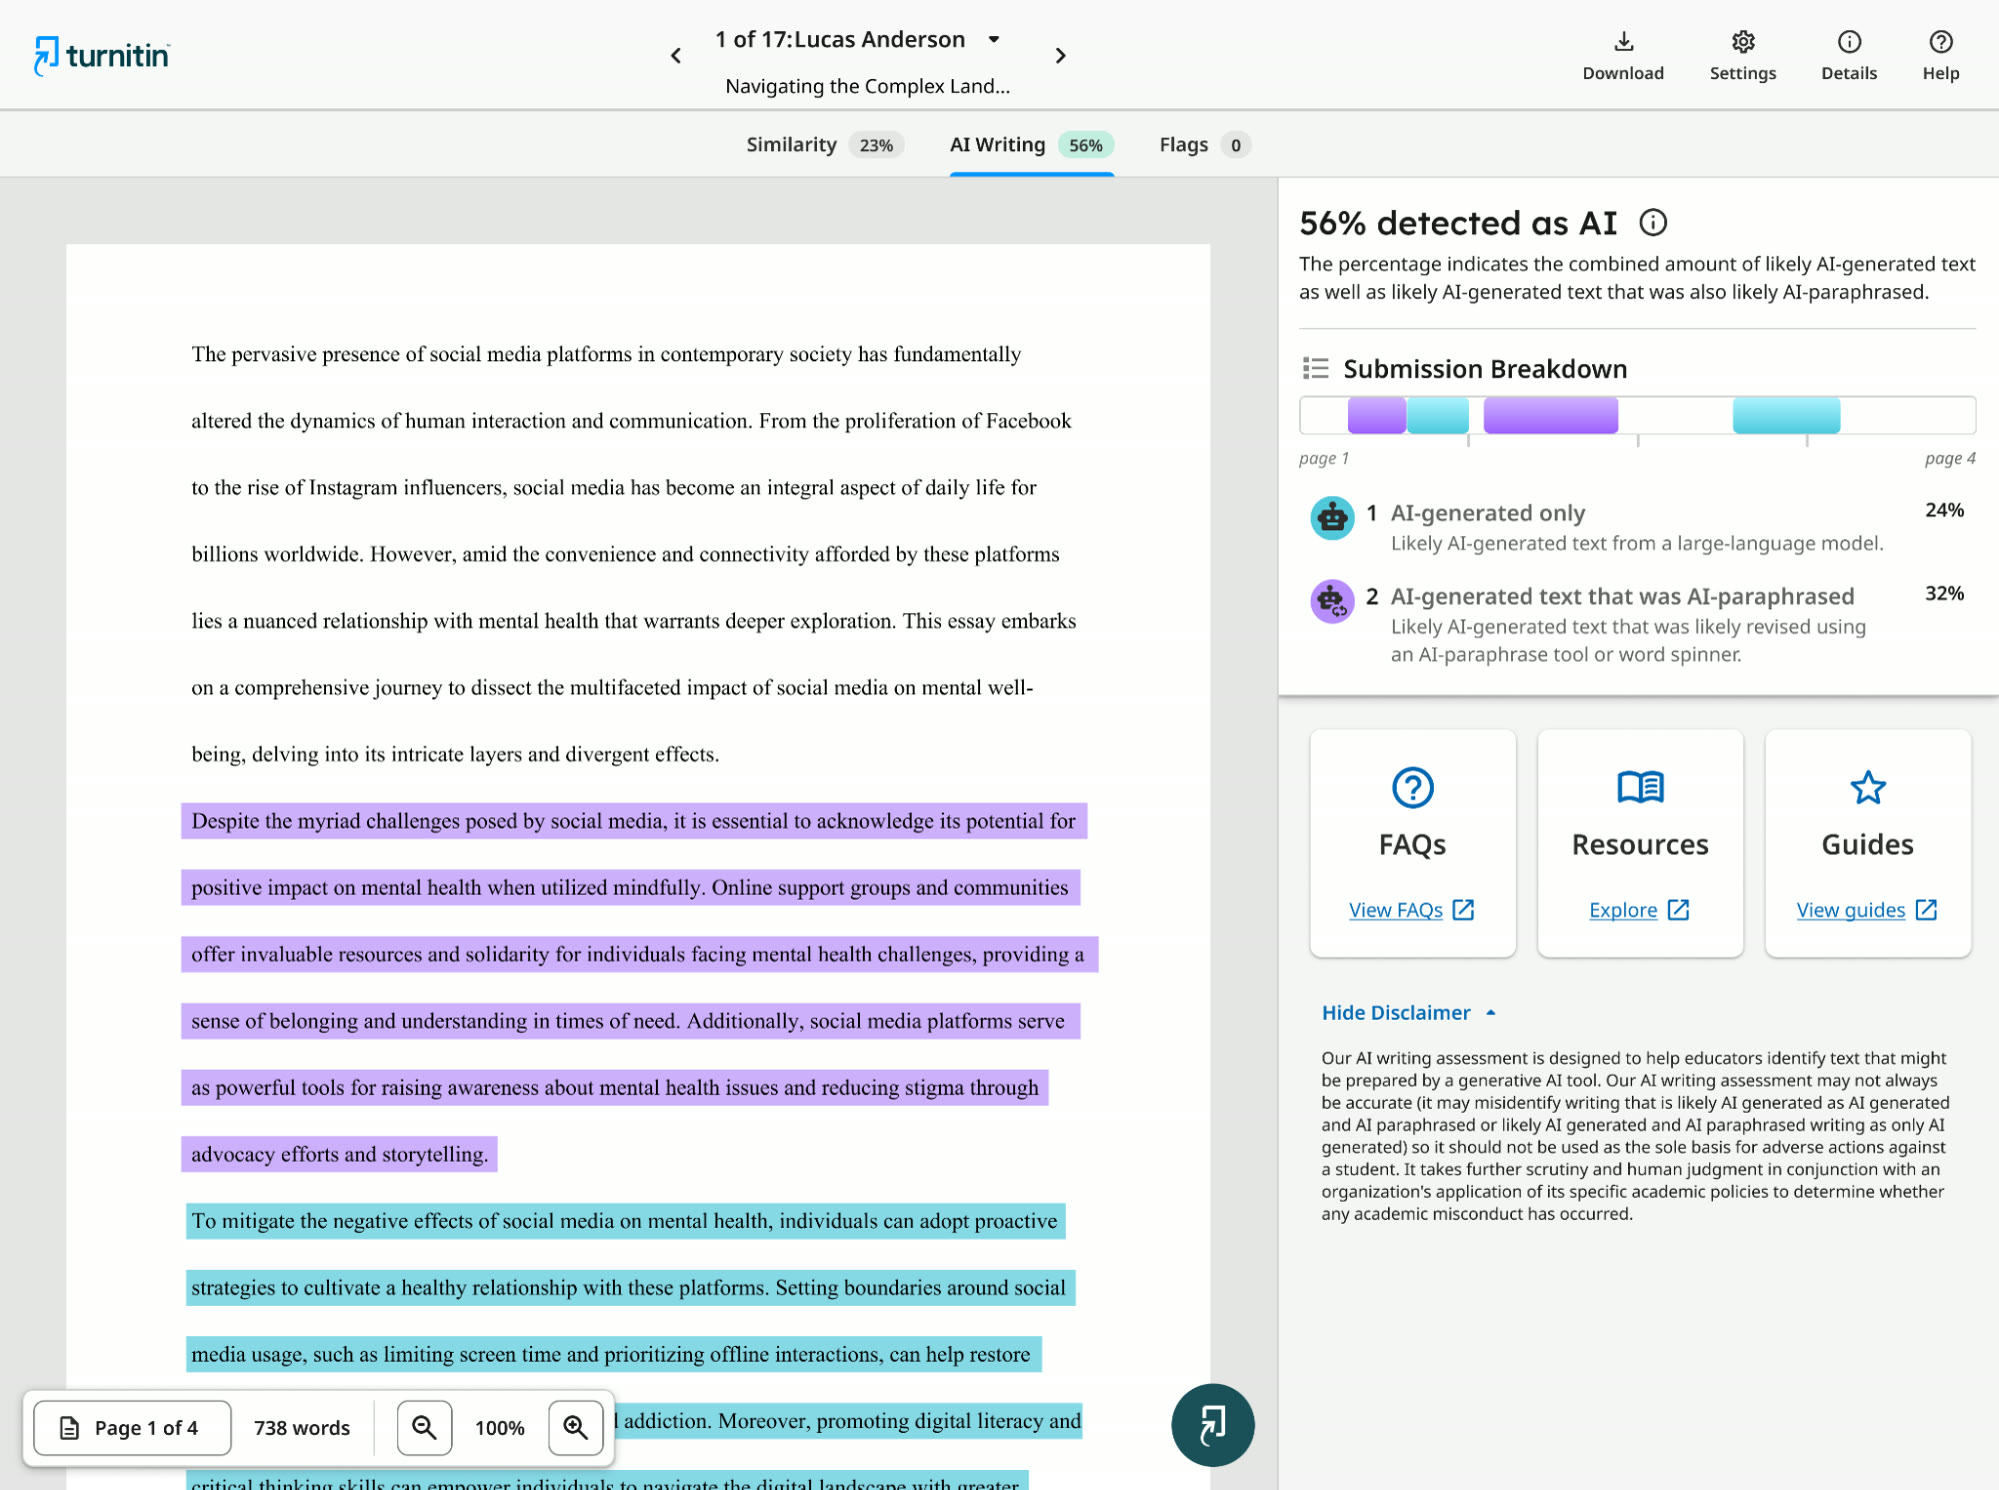 turnitin
1 of 17:Lucas Anderson
Navigating the Complex Land...
Download
Settings
Details
Help
Similarity 23%
AI Writing 56%
Flags 0
The pervasive presence of social media platforms in contemporary society has fundamentally
altered the dynamics of human interaction and communication. From the proliferation of Facebook
to the rise of Instagram influencers, social media has become an integral aspect of daily life for
billions worldwide. However, amid the convenience and connectivity afforded by these platforms
lies a nuanced relationship with mental health that warrants deeper exploration. This essay embarks
on a comprehensive journey to dissect the multifaceted impact of social media on mental well-
being, delving into its intricate layers and divergent effects.
Despite the myriad challenges posed by social media, it is essential to acknowledge its potential for
positive impact on mental health when utilized mindfully. Online support groups and communities
offer invaluable resources and solidarity for individuals facing mental health challenges, providing a
sense of belonging and understanding in times of need. Additionally, social media platforms serve
as powerful tools for raising awareness about mental health issues and reducing stigma through
advocacy efforts and storytelling.
To mitigate the negative effects of social media on mental health, individuals can adopt proactive
strategies to cultivate a healthy relationship with these platforms. Setting boundaries around social
media usage, such as limiting screen time and prioritizing offline interactions, can help restore
addiction. Moreover, promoting digital literacy and
critical thinking skills can empower individuals to navigate the digital landscape with greater
Page 1 of 4
738 words
100%
56% detected as AI
The percentage indicates the combined amount of likely AI-generated text
as well as likely AI-generated text that was also likely AI-paraphrased.
Submission Breakdown
page 1
page 4
1 AI-generated only 24%
Likely AI-generated text from a large-language model.
2 AI-generated text that was AI-paraphrased 32%
Likely AI-generated text that was likely revised using
an AI-paraphrase tool or word spinner.
FAQs
View FAQs
Resources
Explore
Guides
View guides
Hide Disclaimer
Our AI writing assessment is designed to help educators identify text that might
be prepared by a generative AI tool. Our AI writing assessment may not always
be accurate (it may misidentify writing that is likely AI generated as AI generated
and AI paraphrased or likely AI generated and AI paraphrased writing as only AI
generated) so it should not be used as the sole basis for adverse actions against
a student. It takes further scrutiny and human judgment in conjunction with an
organization's application of its specific academic policies to determine whether
any academic misconduct has occurred.